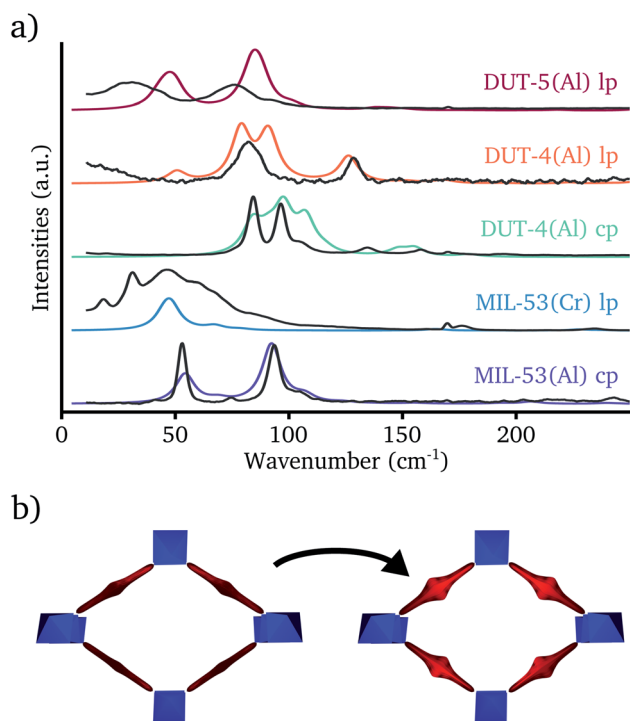 a)
DUT-5(Al) lp
DUT-4(Al) lp
DUT-4(Al) cp
MIL-53(Cr) lp
MIL-53(Al) cp
Intensities (a.u.)
0 50 100 150 200
Wavenumber (cm⁻¹)
b)